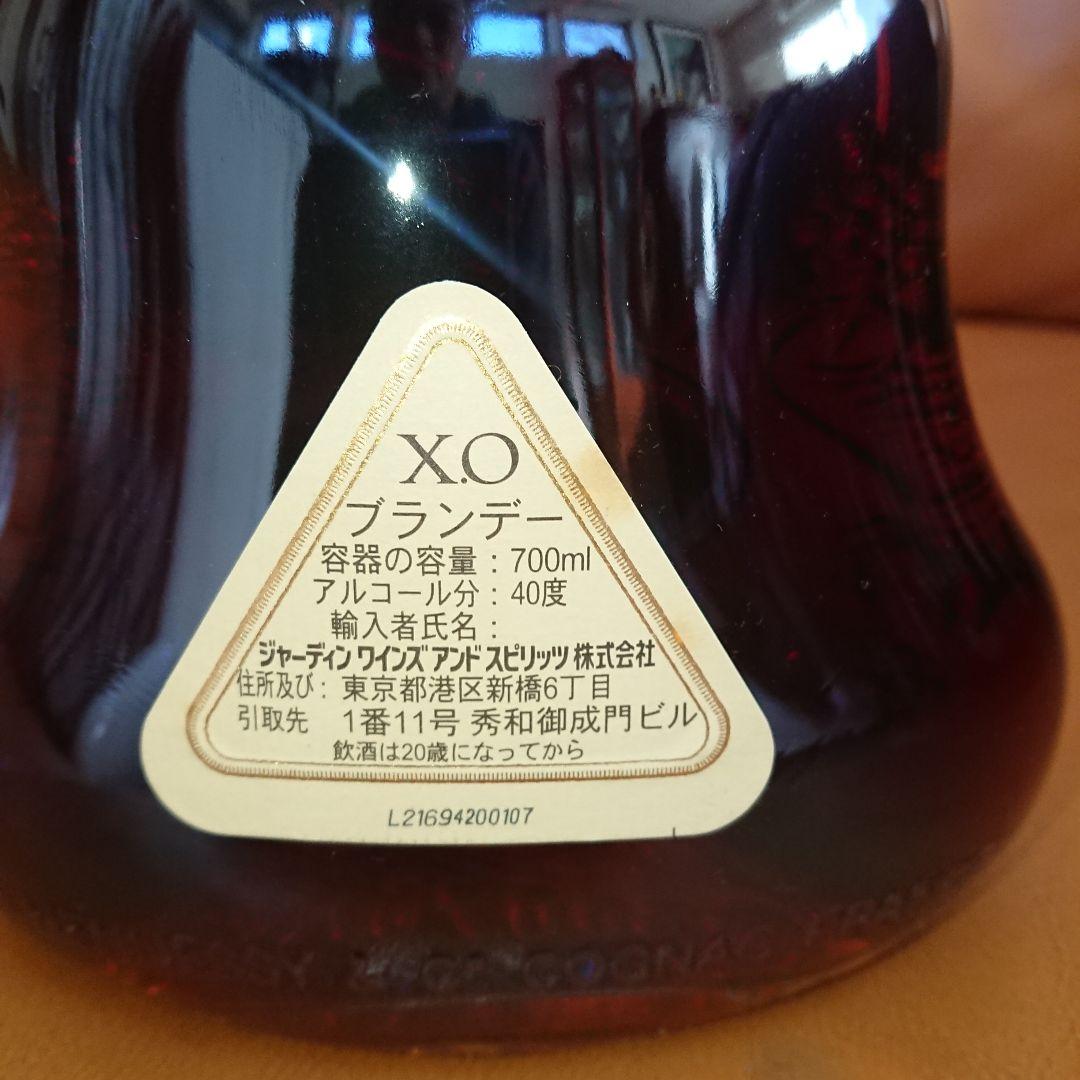 X.O
ブランデー
容器の容量：700ml
アルコール分：40度
輸入者氏名：
ジャーディン ワインズ アンド スピリッツ 株式会社
住所及び：東京都港区新橋6丁目
引取先 1番11号 秀和御成門ビル
飲酒は20歳になってから
L21694200107
COGNAC